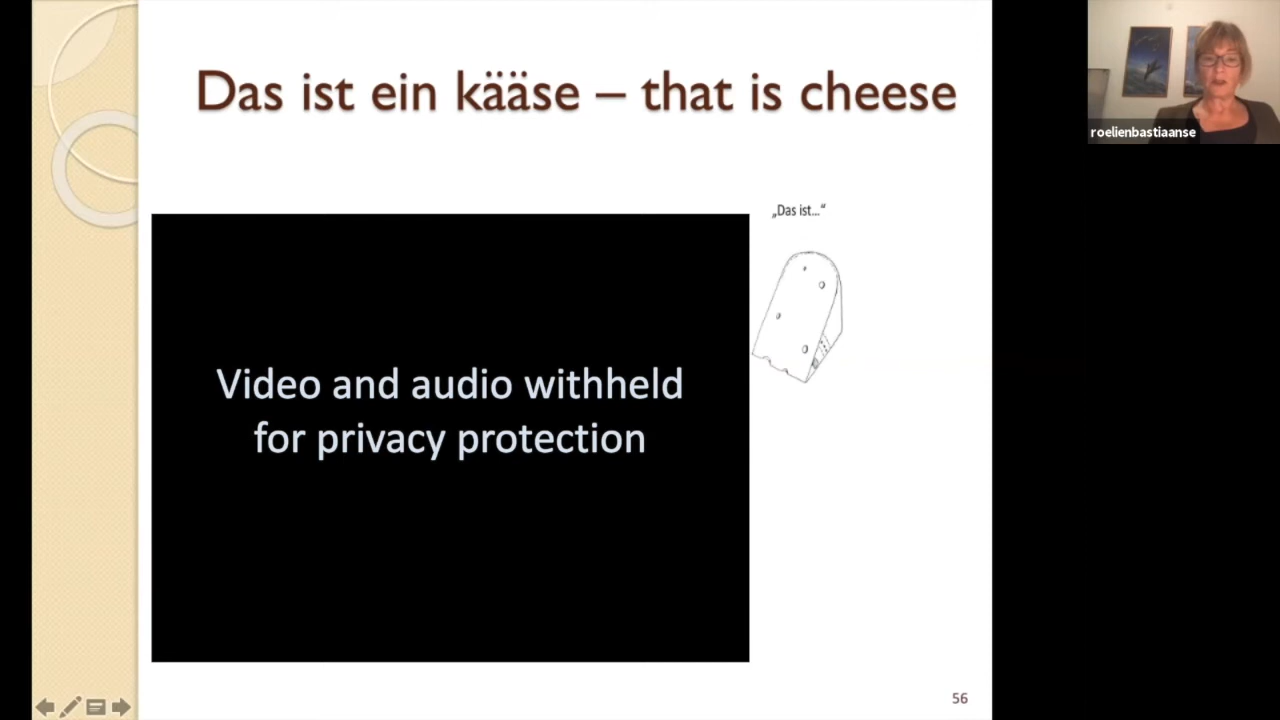 Das ist ein kääse – that is cheese
roelienbastiaanse
„Das ist...“
Video and audio withheld
for privacy protection
56